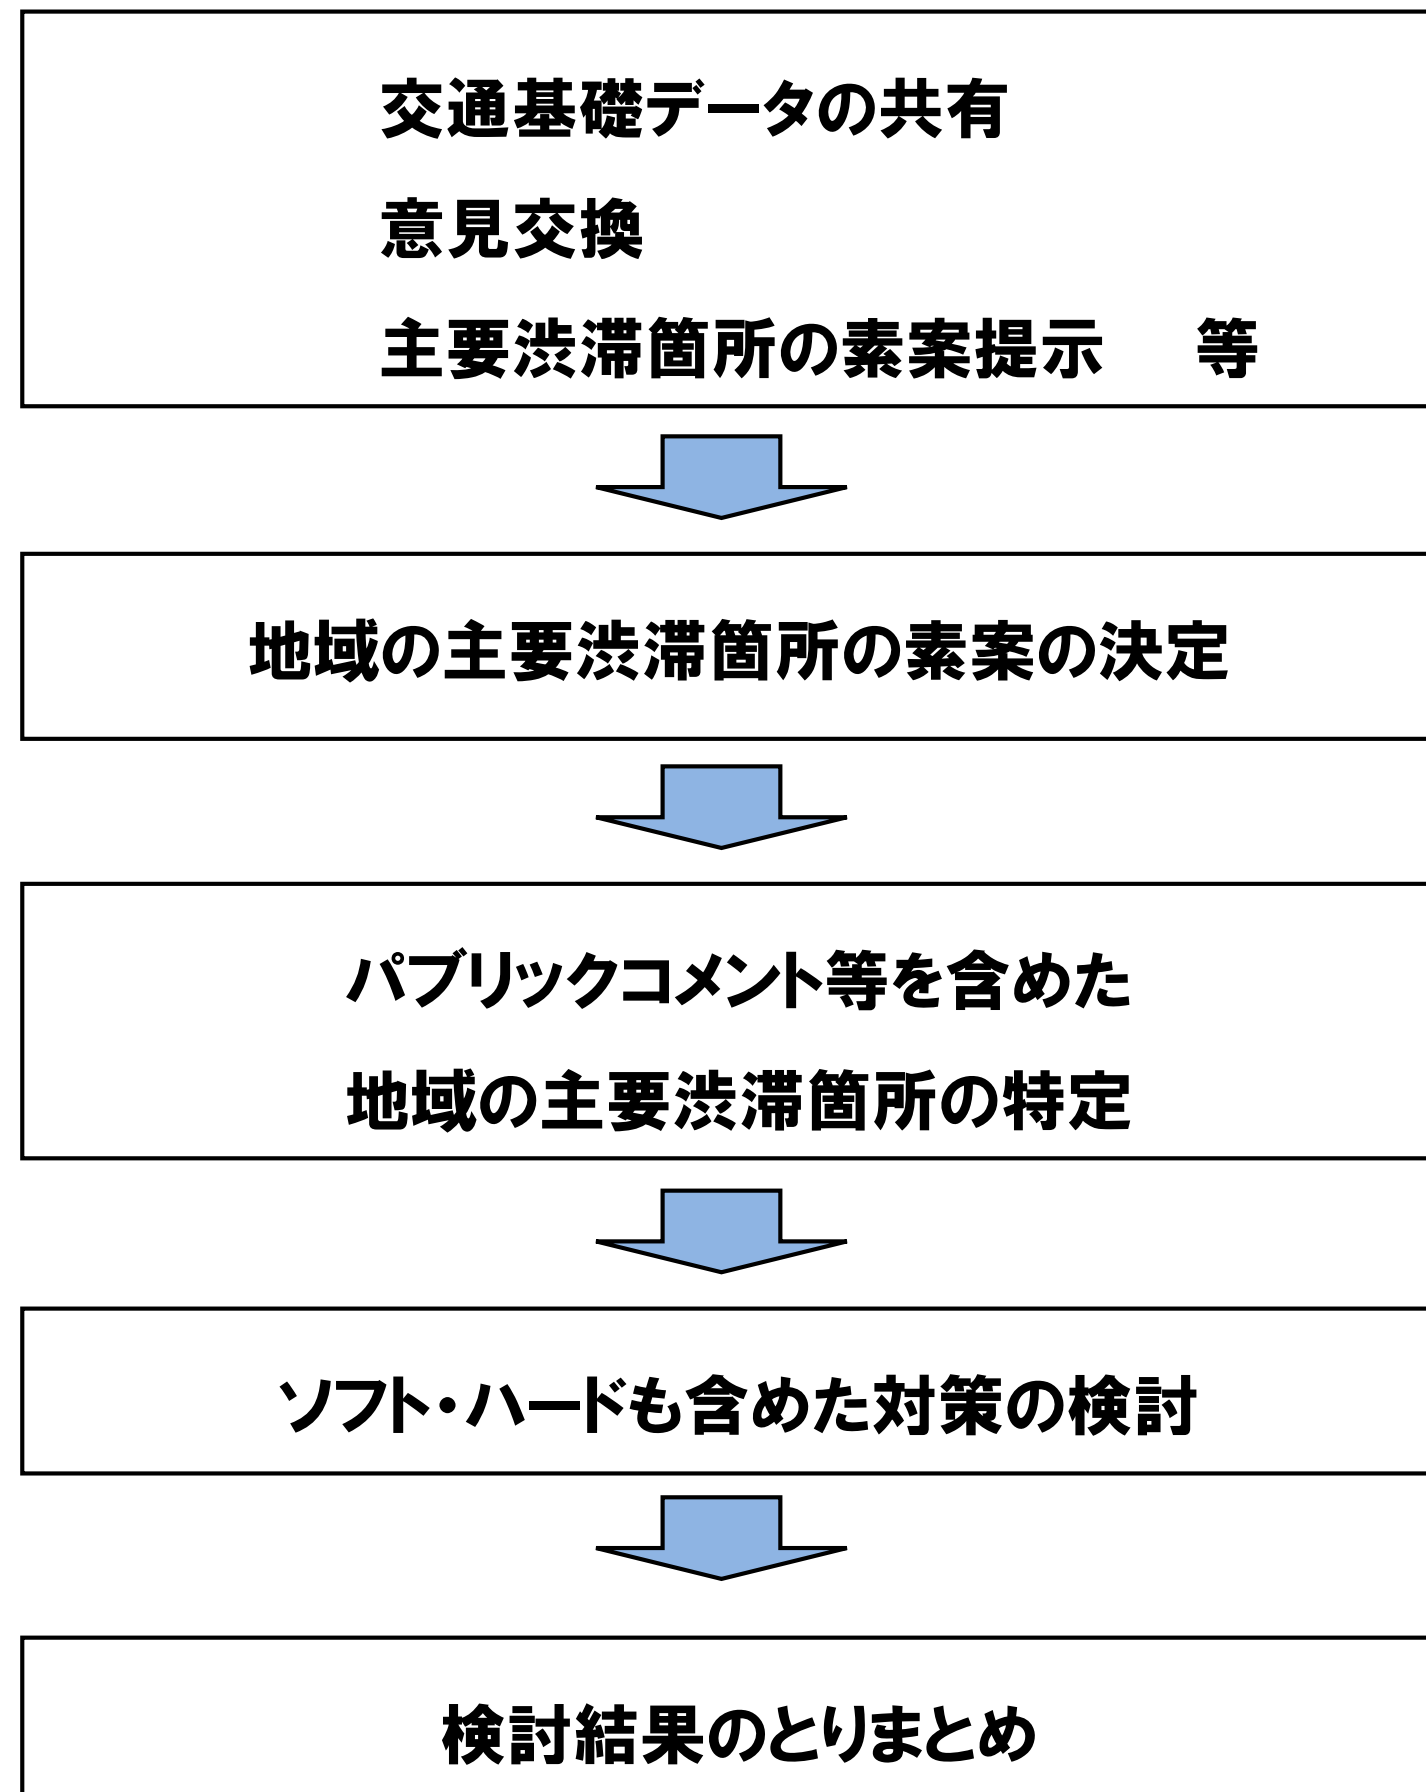 交通基礎データの共有
意見交換
主要渋滞箇所の素案提示　等
地域の主要渋滞箇所の素案の決定
パブリックコメント等を含めた
地域の主要渋滞箇所の特定
ソフト・ハードも含めた対策の検討
検討結果のとりまとめ